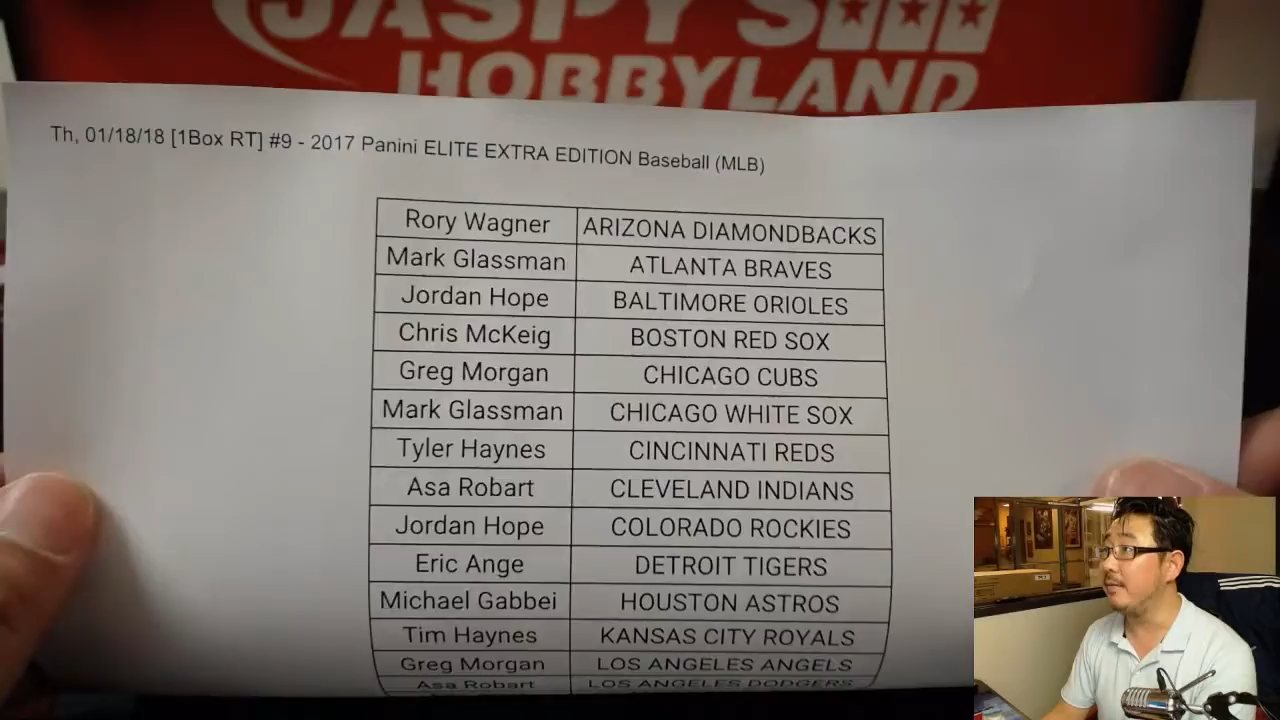 JASPY'S
HOBBYLAND
Th, 01/18/18 [1Box RT] #9 - 2017 Panini ELITE EXTRA EDITION Baseball (MLB)
Rory Wagner ARIZONA DIAMONDBACKS
Mark Glassman ATLANTA BRAVES
Jordan Hope BALTIMORE ORIOLES
Chris McKeig BOSTON RED SOX
Greg Morgan CHICAGO CUBS
Mark Glassman CHICAGO WHITE SOX
Tyler Haynes CINCINNATI REDS
Asa Robart CLEVELAND INDIANS
Jordan Hope COLORADO ROCKIES
Eric Ange DETROIT TIGERS
Michael Gabbei HOUSTON ASTROS
Tim Haynes KANSAS CITY ROYALS
Greg Morgan LOS ANGELES ANGELS
Asa Robart LOS ANGELES DODGERS